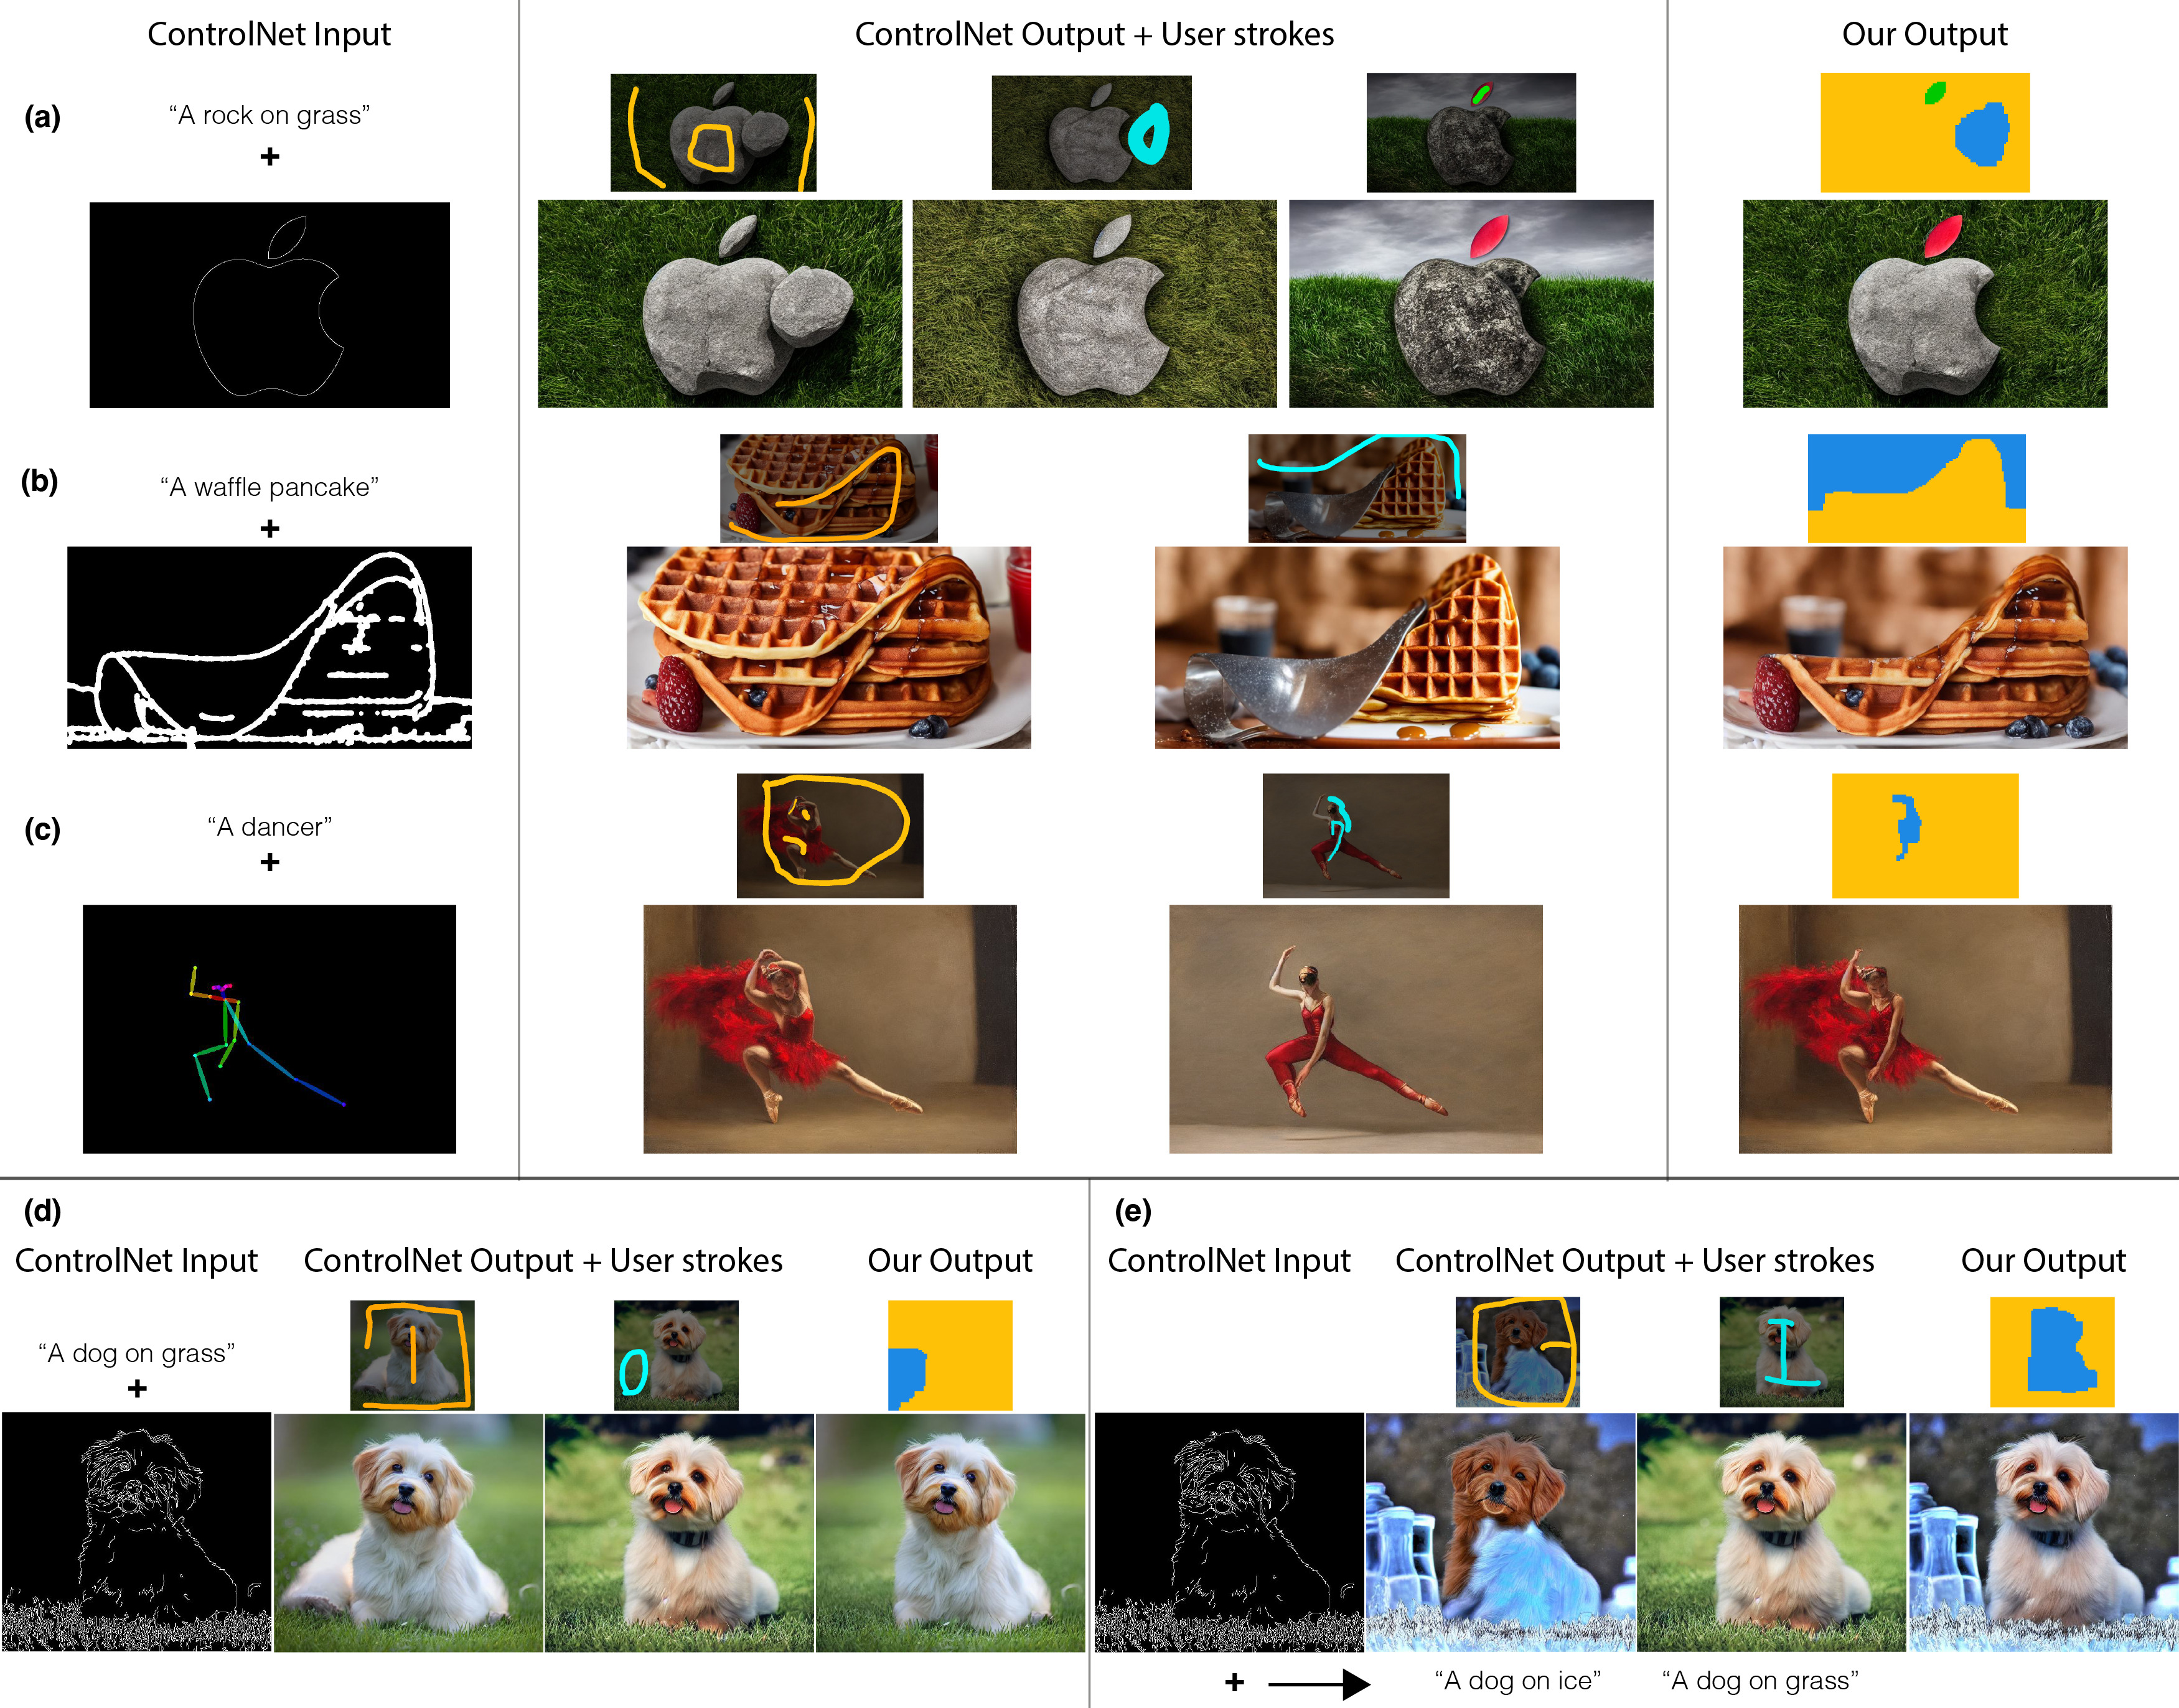 ControlNet Input
ControlNet Output + User strokes
Our Output
(a)
“A rock on grass”
+
(b)
“A waffle pancake”
+
(c)
“A dancer”
+
(d)
ControlNet Input
ControlNet Output + User strokes
Our Output
“A dog on grass”
+
(e)
ControlNet Input
ControlNet Output + User strokes
Our Output
+
“A dog on ice”
“A dog on grass”